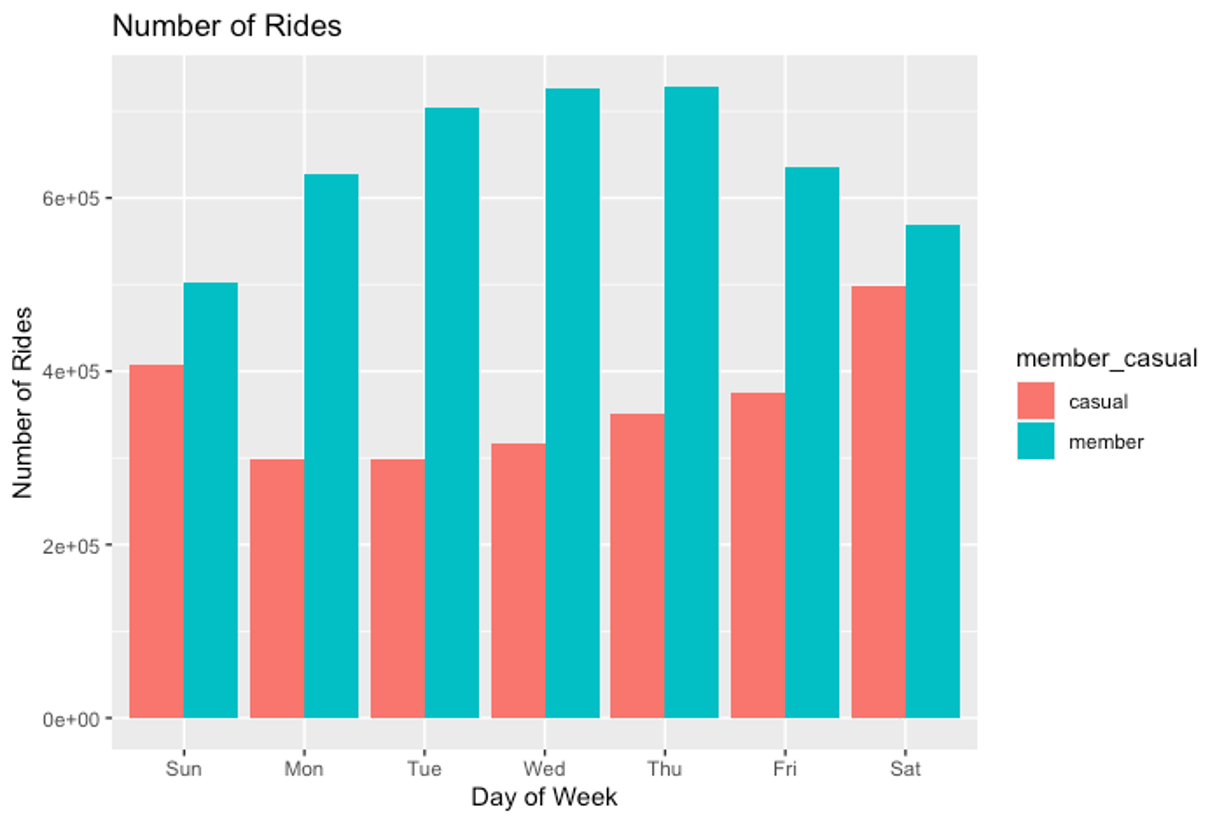 Number of Rides
Number of Rides
6e+05
4e+05
2e+05
0e+00
Sun Mon Tue Wed Thu Fri Sat
Day of Week
member_casual
casual
member